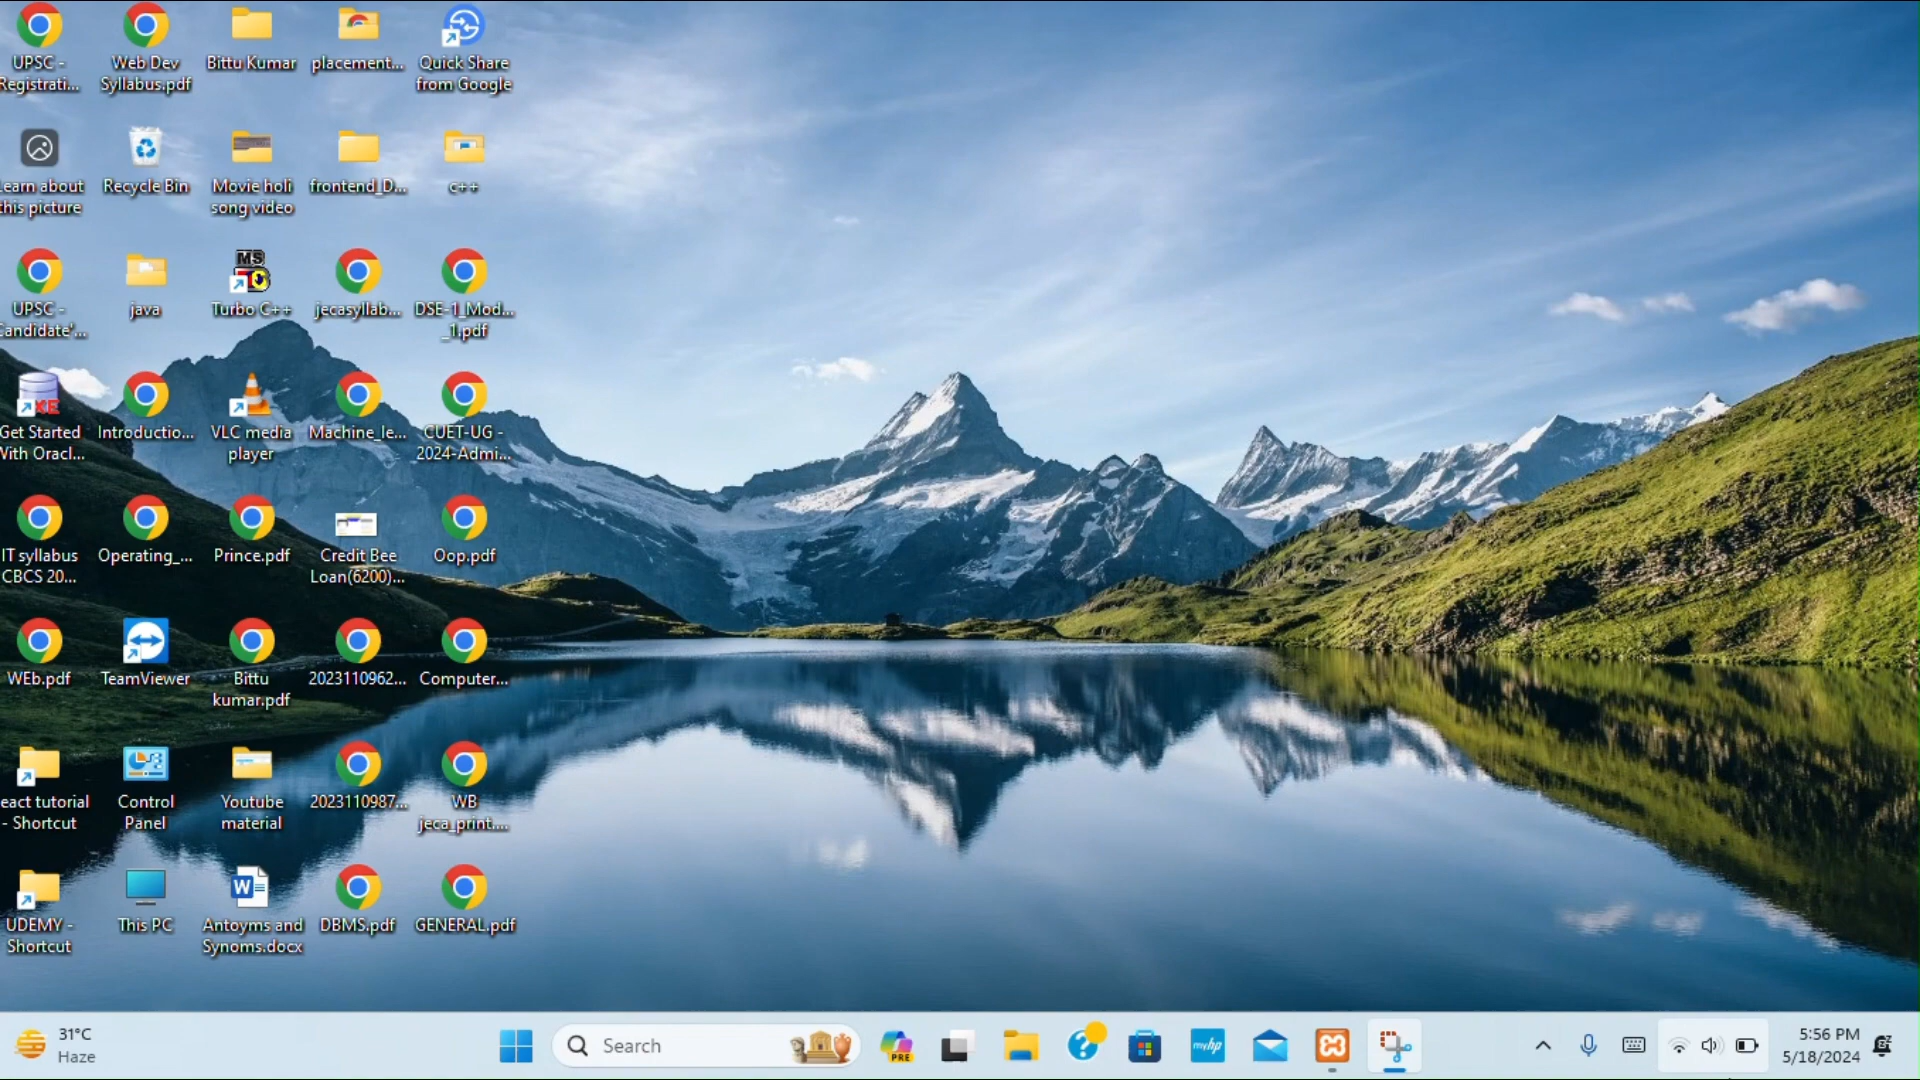 UPSC -
Registrati...
Web Dev
Syllabus.pdf
Bittu Kumar
placement...
Quick Share
from Google
earn about
this picture
Recycle Bin
Movie holi
song video
frontend_D...
c++
UPSC -
Candidate'...
java
MS
Turbo C++
jecasyllab...
DSE-1_Mod...
_1.pdf
XE
Get Started
With Oracl...
Introductio...
VLC media
player
Machine_le...
CUET-UG -
2024-Admi...
IT syllabus
CBCS 20...
Operating_...
Prince.pdf
Credit Bee
Loan(6200)...
Oop.pdf
WEb.pdf
TeamViewer
Bittu
kumar.pdf
2023110962...
Computer...
eact tutorial
- Shortcut
Control
Panel
Youtube
material
2023110987...
WB
jeca_print....
UDEMY -
Shortcut
This PC
W
Antoyms and
Synoms.docx
DBMS.pdf
GENERAL.pdf
31°C
Haze
Search
PRE
?
myhp
5:56 PM
5/18/2024